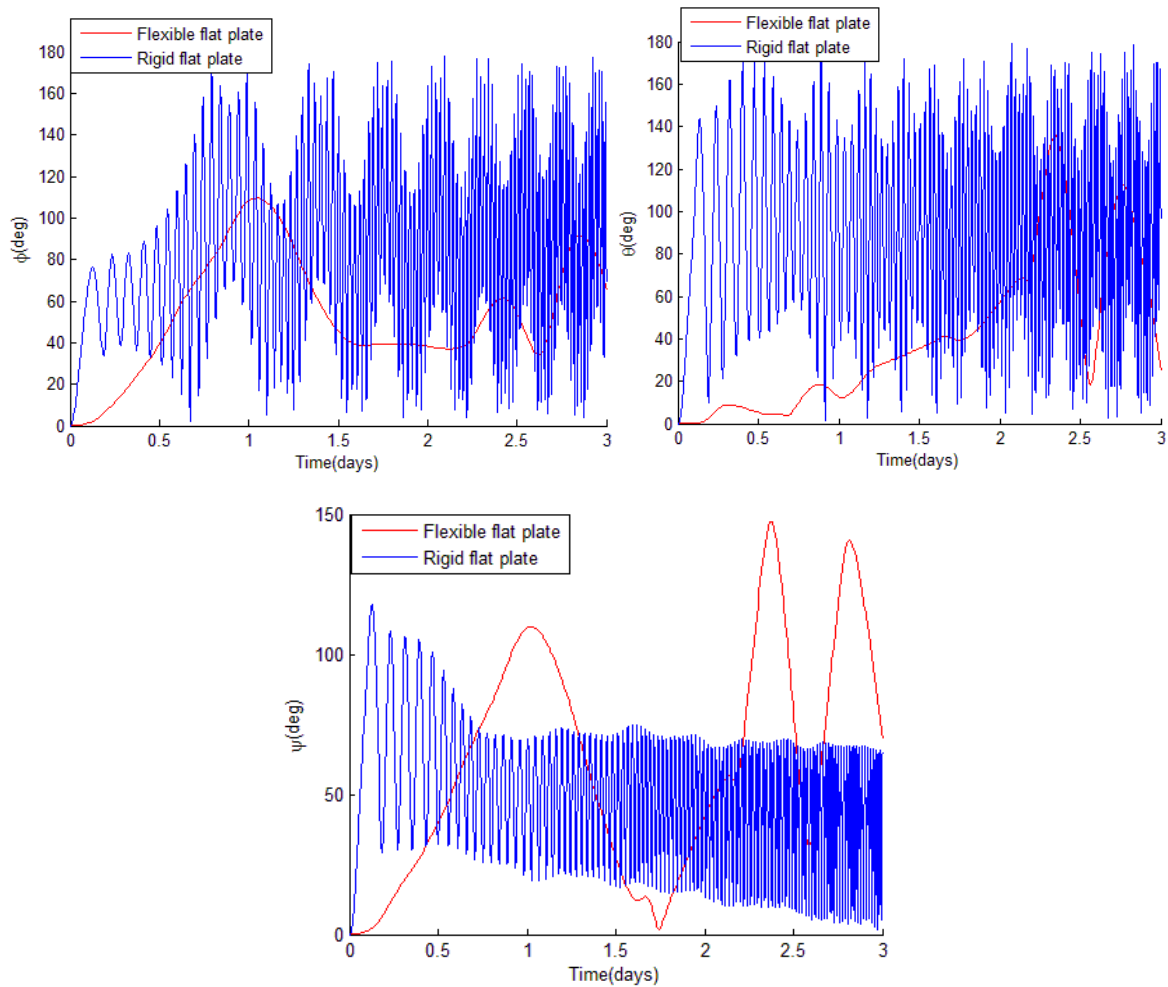 Flexible flat plate
Rigid flat plate
180
160
140
120
100
80
60
40
20
0
ϕ(deg)
0 0.5 1 1.5 2 2.5 3
Time(days)
Flexible flat plate
Rigid flat plate
180
160
140
120
100
80
60
40
20
0
θ(deg)
0 0.5 1 1.5 2 2.5 3
Time(days)
Flexible flat plate
Rigid flat plate
150
100
50
0
ψ(deg)
0 0.5 1 1.5 2 2.5 3
Time(days)